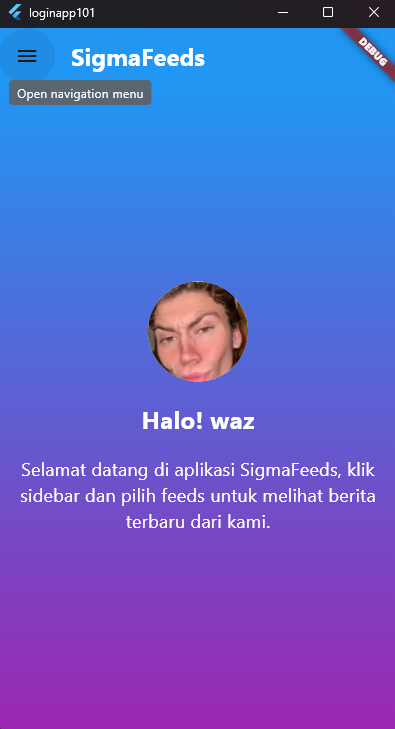 loginapp101
SigmaFeeds
DEBUG
Open navigation menu
Halo! waz
Selamat datang di aplikasi SigmaFeeds, klik
sidebar dan pilih feeds untuk melihat berita
terbaru dari kami.